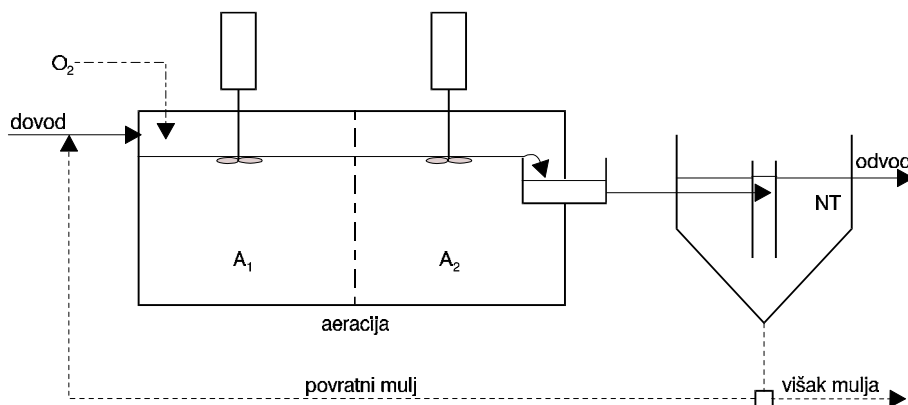 O₂
dovod
odvod
NT
A₁
A₂
aeracija
povratni mulj
višak mulja